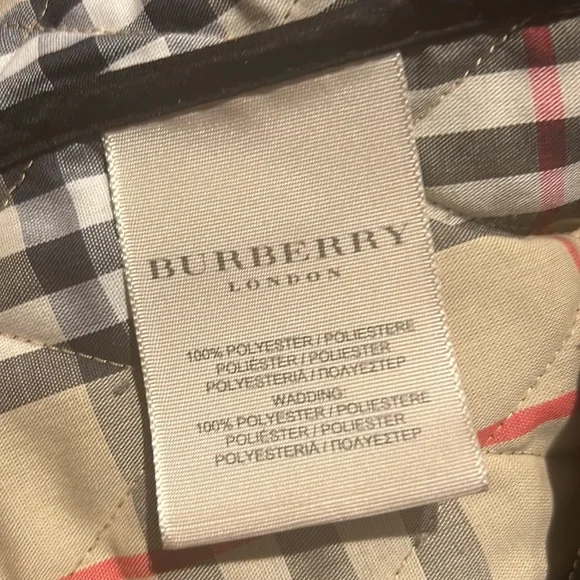 BURBERRY
LONDON
100% POLYESTER / POLIESTERE
POLIESTER / POLIESTER
POLYESTERIA / ΠΟΛΥΕΣΤΕΡ
WADDING:
100% POLYESTER / POLIESTERE
POLIESTER / POLIESTER
POLYESTERIA / ΠΟΛΥΕΣΤΕΡ